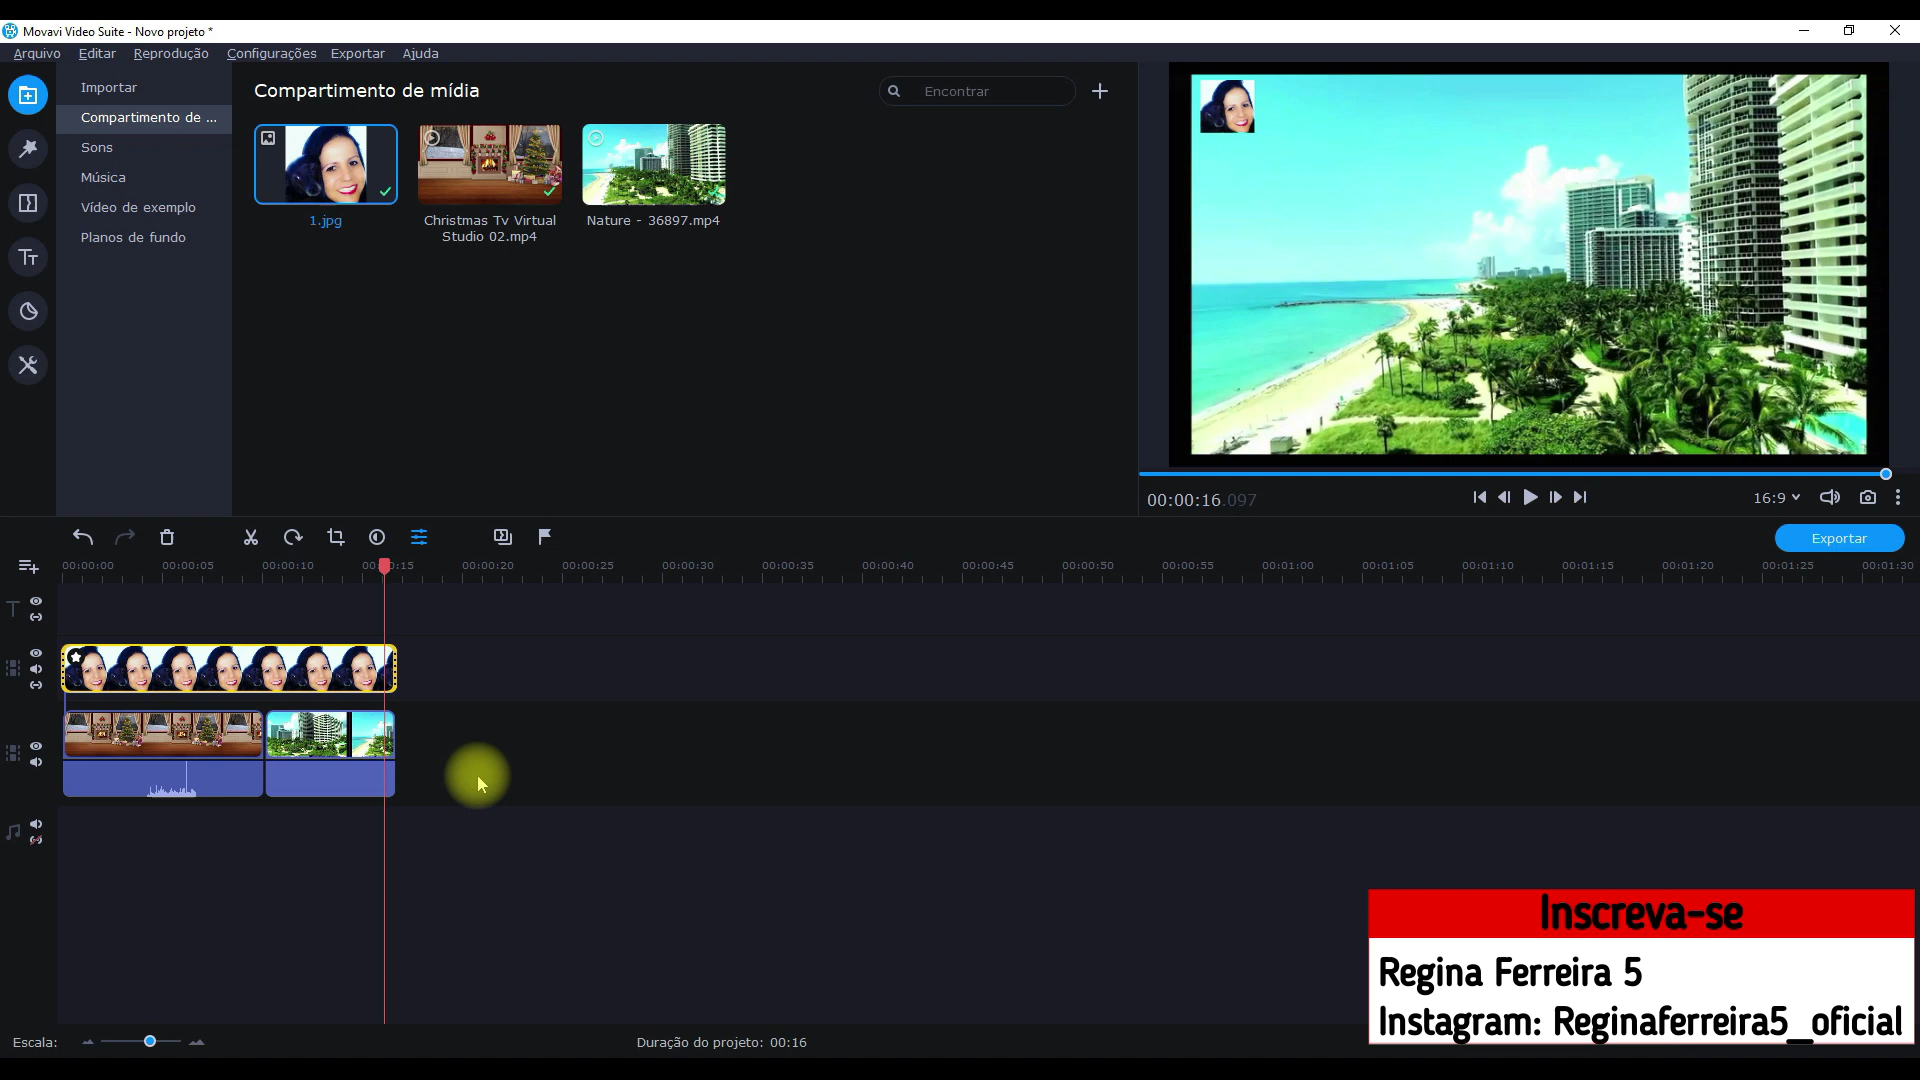 Movavi Video Suite - Novo projeto *
Arquivo Editar Reprodução Configurações Exportar Ajuda
Importar
Compartimento de ...
Sons
Música
Vídeo de exemplo
Planos de fundo
Compartimento de mídia
Encontrar
1.jpg
Christmas Tv Virtual
Studio 02.mp4
Nature - 36897.mp4
00:00:16.097
16:9
Exportar
00:00:00 00:00:05 00:00:10 00:00:15 00:00:20 00:00:25 00:00:30 00:00:35 00:00:40 00:00:45 00:00:50 00:00:55 00:01:00 00:01:05 00:01:10 00:01:15 00:01:20 00:01:25 00:01:30
Inscreva-se
Regina Ferreira 5
Instagram: Reginaferreira5_oficial
Escala:
Duração do projeto: 00:16